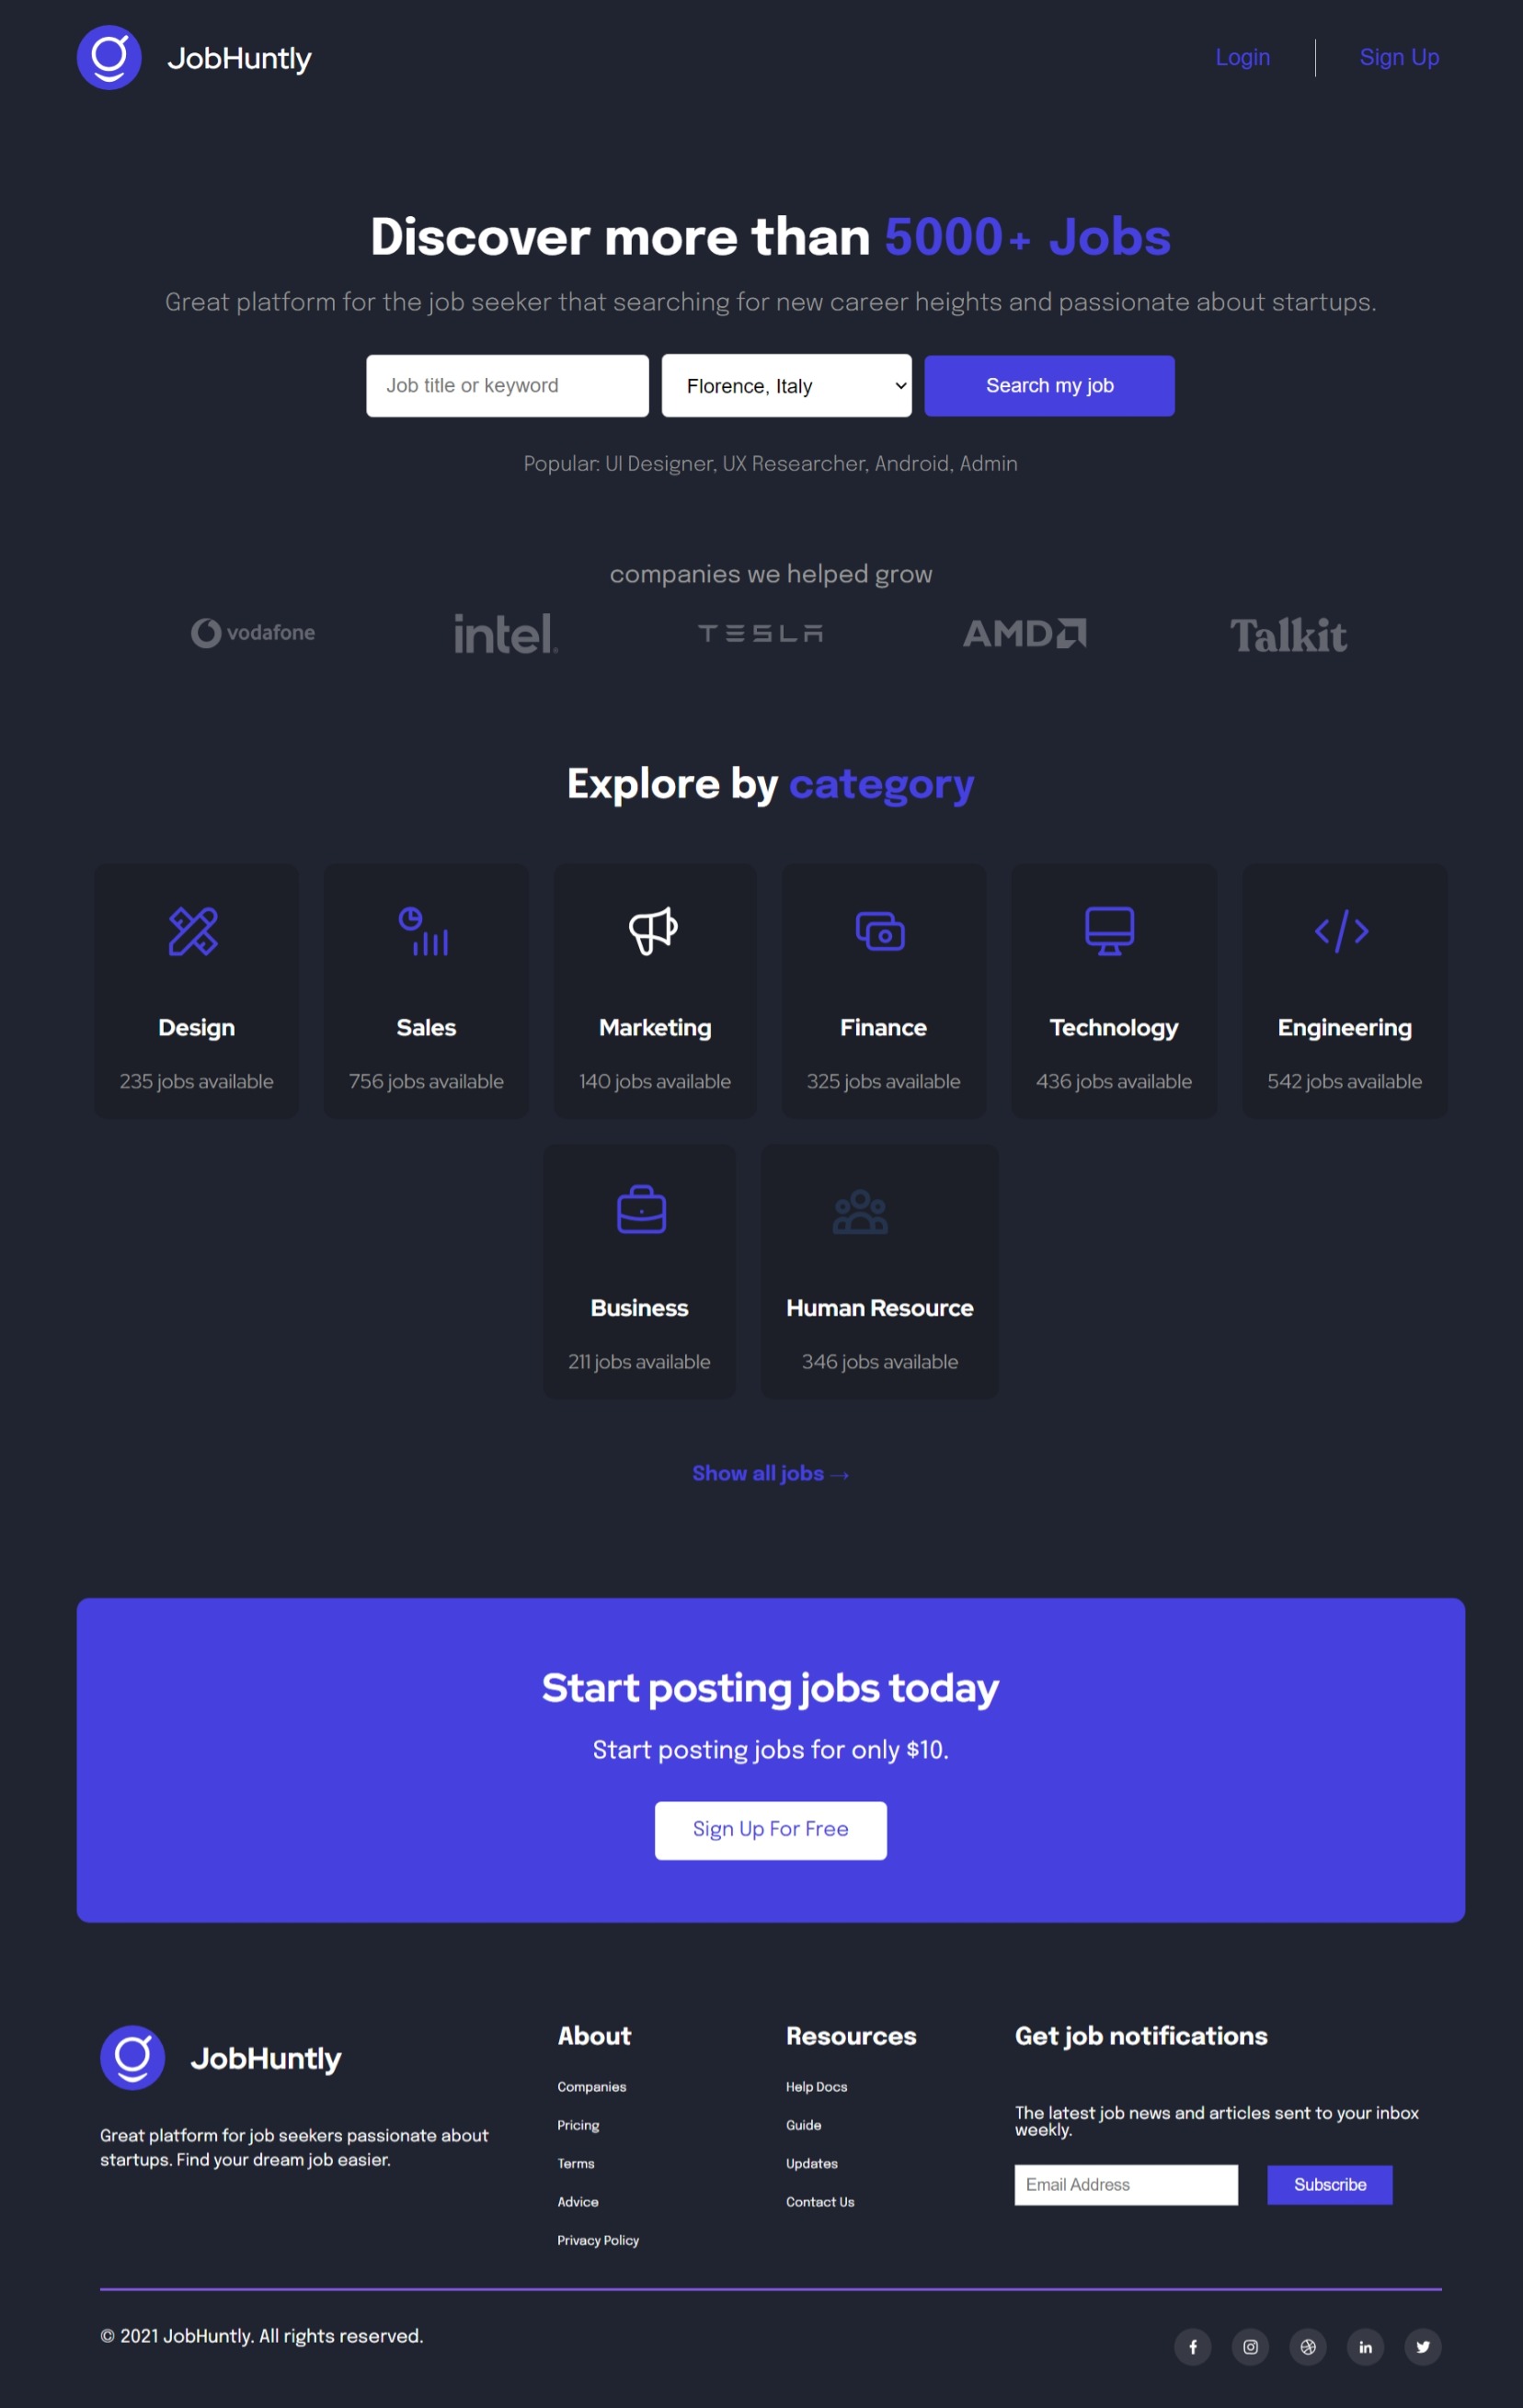 JobHuntly
Login
Sign Up
Discover more than 5000+ Jobs
Great platform for the job seeker that searching for new career heights and passionate about startups.
Job title or keyword
Florence, Italy
Search my job
Popular: UI Designer, UX Researcher, Android, Admin
companies we helped grow
vodafone
intel.
TESLA
AMD
Talkit
Explore by category
Design
235 jobs available
Sales
756 jobs available
Marketing
140 jobs available
Finance
325 jobs available
Technology
436 jobs available
Engineering
542 jobs available
Business
211 jobs available
Human Resource
346 jobs available
Show all jobs →
Start posting jobs today
Start posting jobs for only $10.
Sign Up For Free
JobHuntly
Great platform for job seekers passionate about
startups. Find your dream job easier.
About
Companies
Pricing
Terms
Advice
Privacy Policy
Resources
Help Docs
Guide
Updates
Contact Us
Get job notifications
The latest job news and articles sent to your inbox
weekly.
Email Address
Subscribe
© 2021 JobHuntly. All rights reserved.